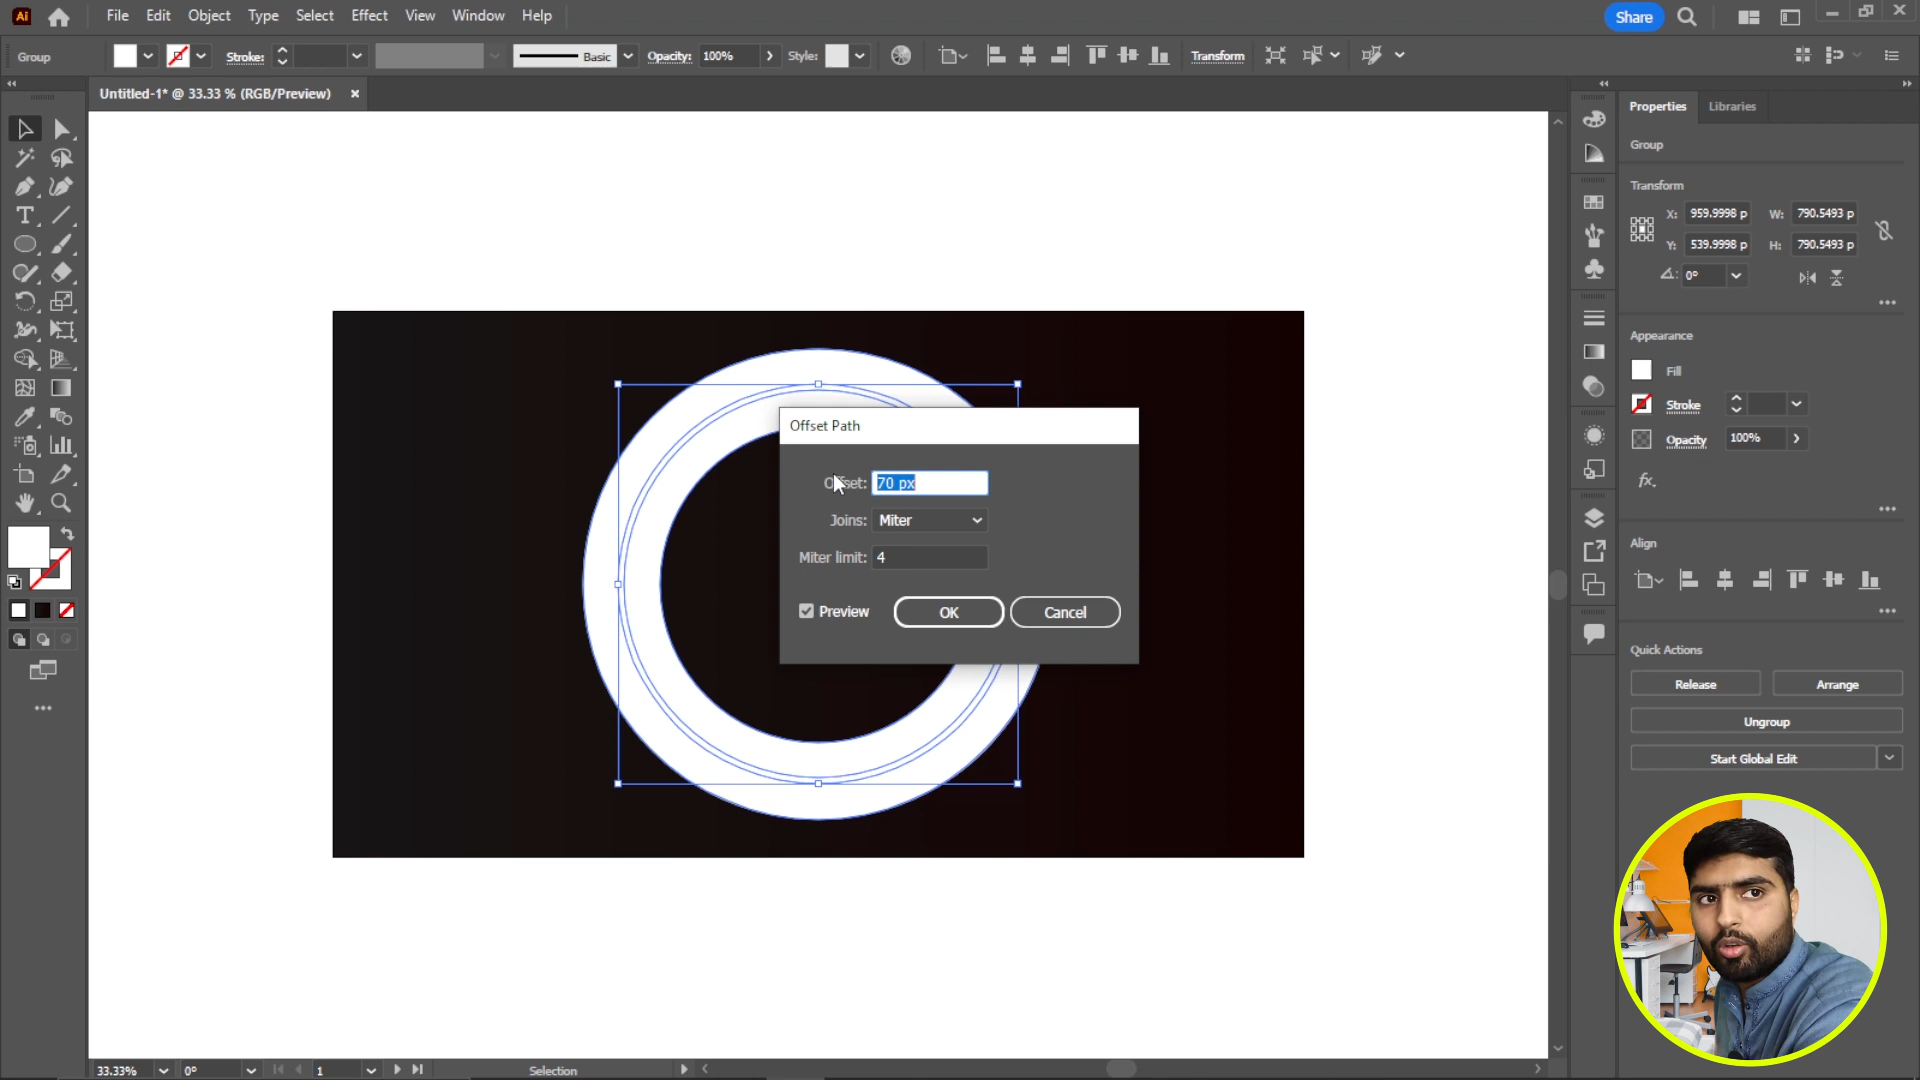 Ai File Edit Object Type Select Effect View Window Help Share
Group Stroke: Basic Opacity: 100% Style: Transform
Untitled-1* @ 33.33 % (RGB/Preview) ×
Properties Libraries
Group
Transform
X: 959.9998 p W: 790.5493 p
Y: 539.9998 p H: 790.5493 p
0°
Appearance
Fill
Stroke
Opacity 100%
fx.
Align
Quick Actions
Release Arrange
Ungroup
Start Global Edit
Offset Path
Offset: 70 px
Joins: Miter
Miter limit: 4
Preview OK Cancel
33.33% 0° 1 Selection